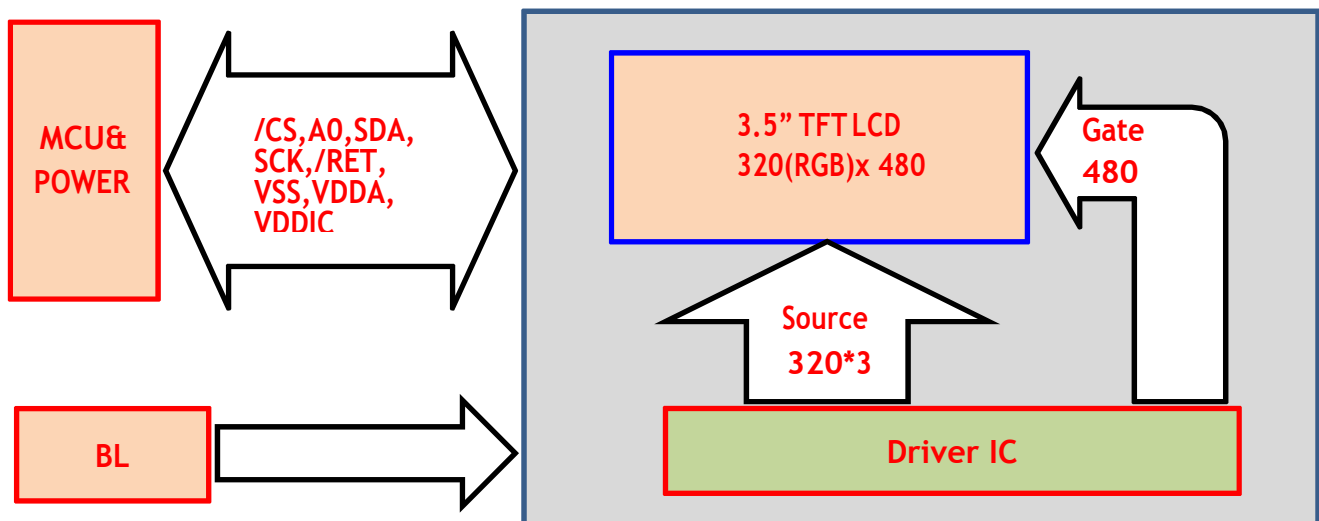 MCU&
POWER
/CS,A0,SDA,
SCK,/RET,
VSS,VDDA,
VDDIC
3.5” TFT LCD
320(RGB)x 480
Gate
480
Source
320*3
BL
Driver IC